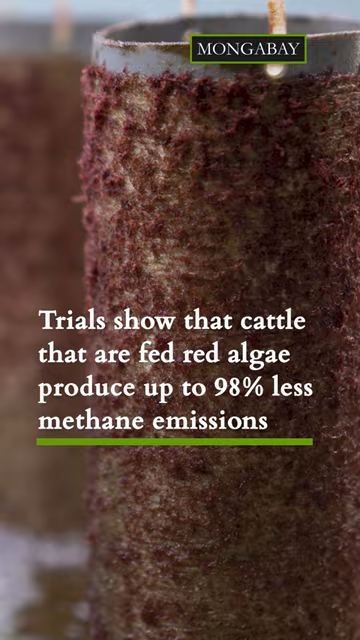 MONGABAY
Trials show that cattle
that are fed red algae
produce up to 98% less
methane emissions